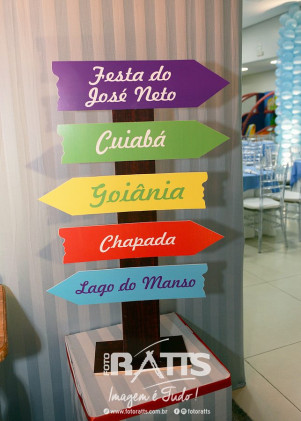 Festa do
José Neto
Cuiabá
Goiânia
Chapada
Lago do Manso
FOTO RATTS
Imagem é Tudo!
www.fotoratts.com.br fotoratts